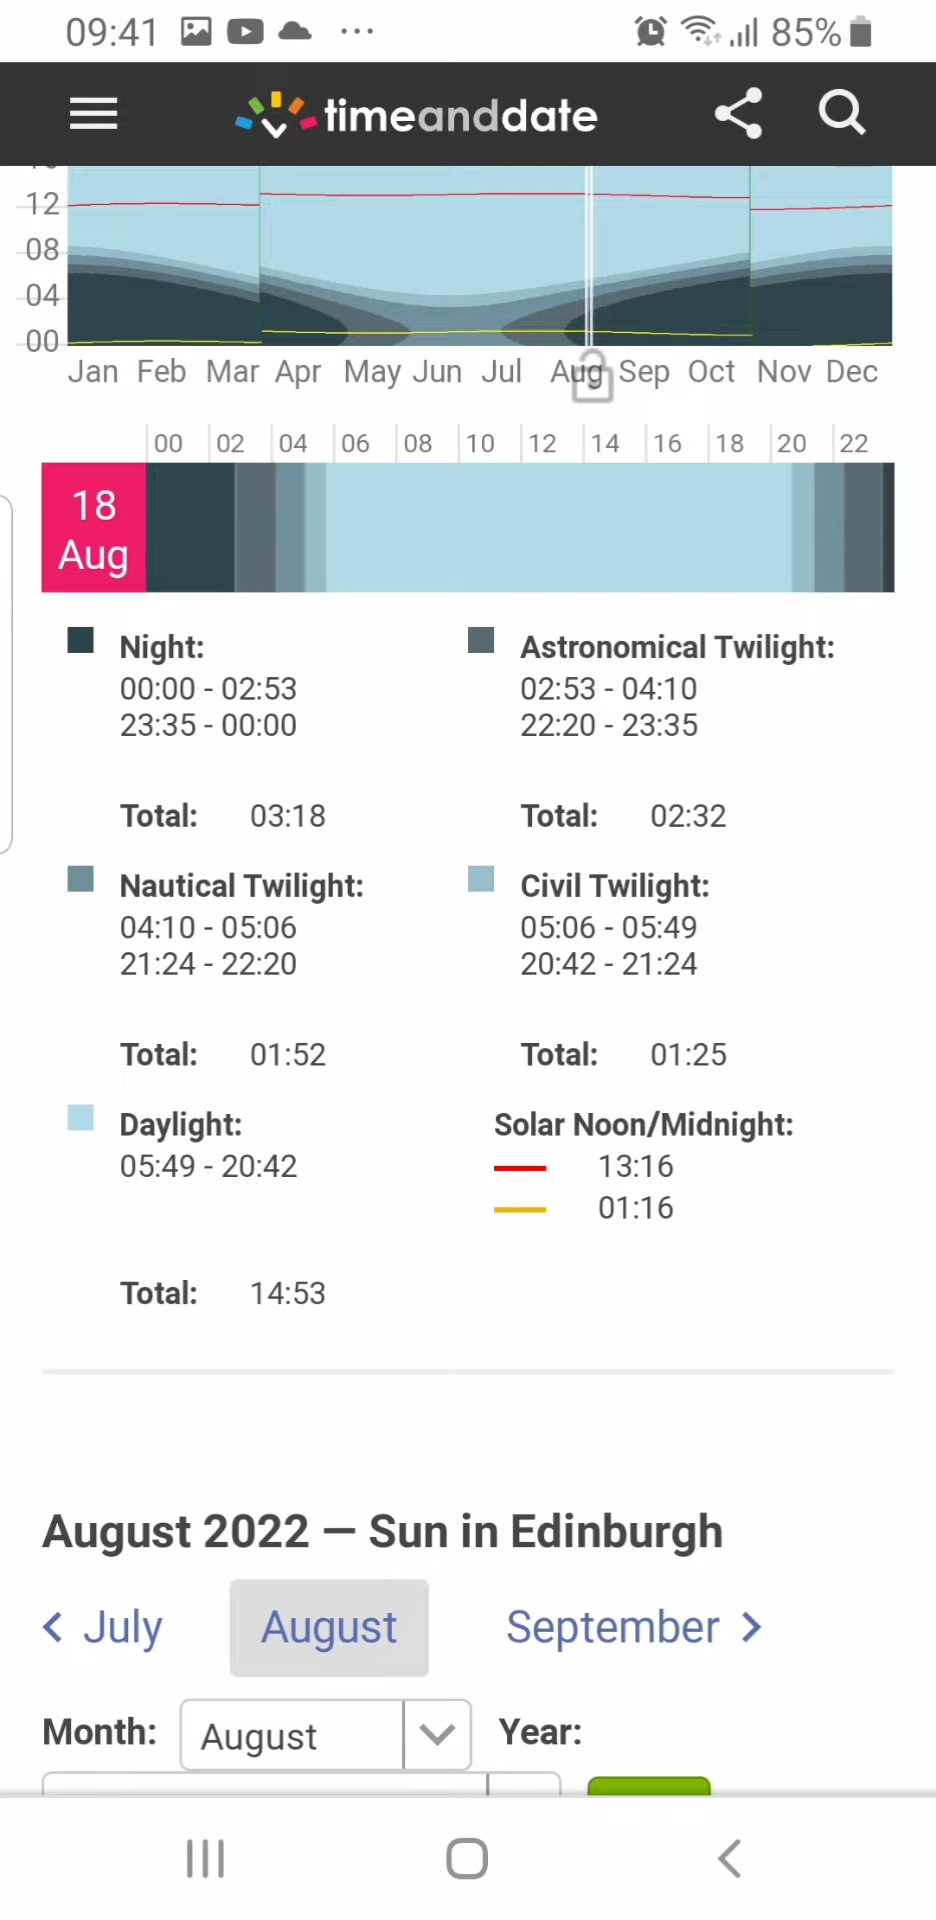 09:41 ... 85%
timeanddate
12
08
04
00
Jan Feb Mar Apr May Jun Jul Aug Sep Oct Nov Dec
00 02 04 06 08 10 12 14 16 18 20 22
18
Aug
Night:
00:00 - 02:53
23:35 - 00:00
Total: 03:18
Astronomical Twilight:
02:53 - 04:10
22:20 - 23:35
Total: 02:32
Nautical Twilight:
04:10 - 05:06
21:24 - 22:20
Total: 01:52
Civil Twilight:
05:06 - 05:49
20:42 - 21:24
Total: 01:25
Daylight:
05:49 - 20:42
Total: 14:53
Solar Noon/Midnight:
13:16
01:16
August 2022 — Sun in Edinburgh
< July August September >
Month: August Year: